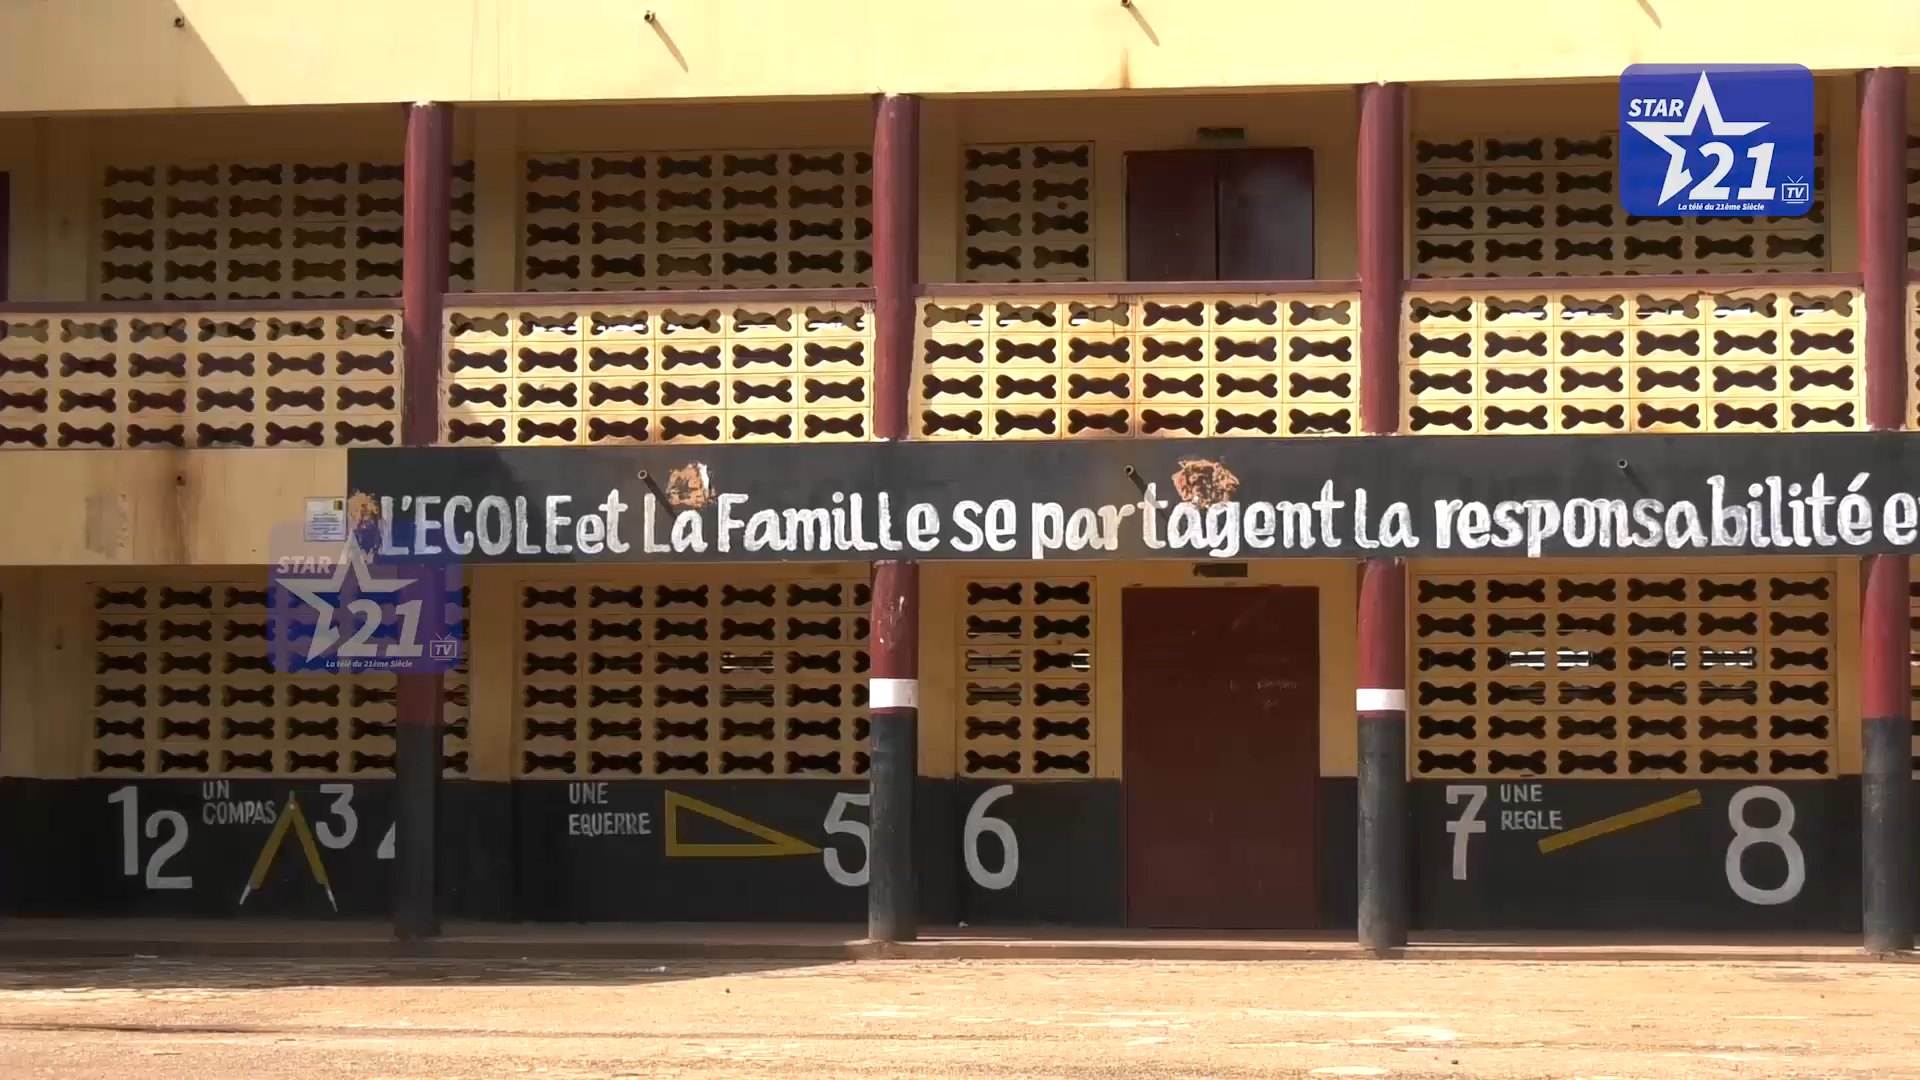 STAR
21
TV
La télé du 21ème Siècle
L'ECOLE et La Famille se partagent la responsabilité e
STAR
21
TV
La télé du 21ème Siècle
1 2 UN COMPAS 3
UNE EQUERRE 5 6
7 UNE REGLE 8